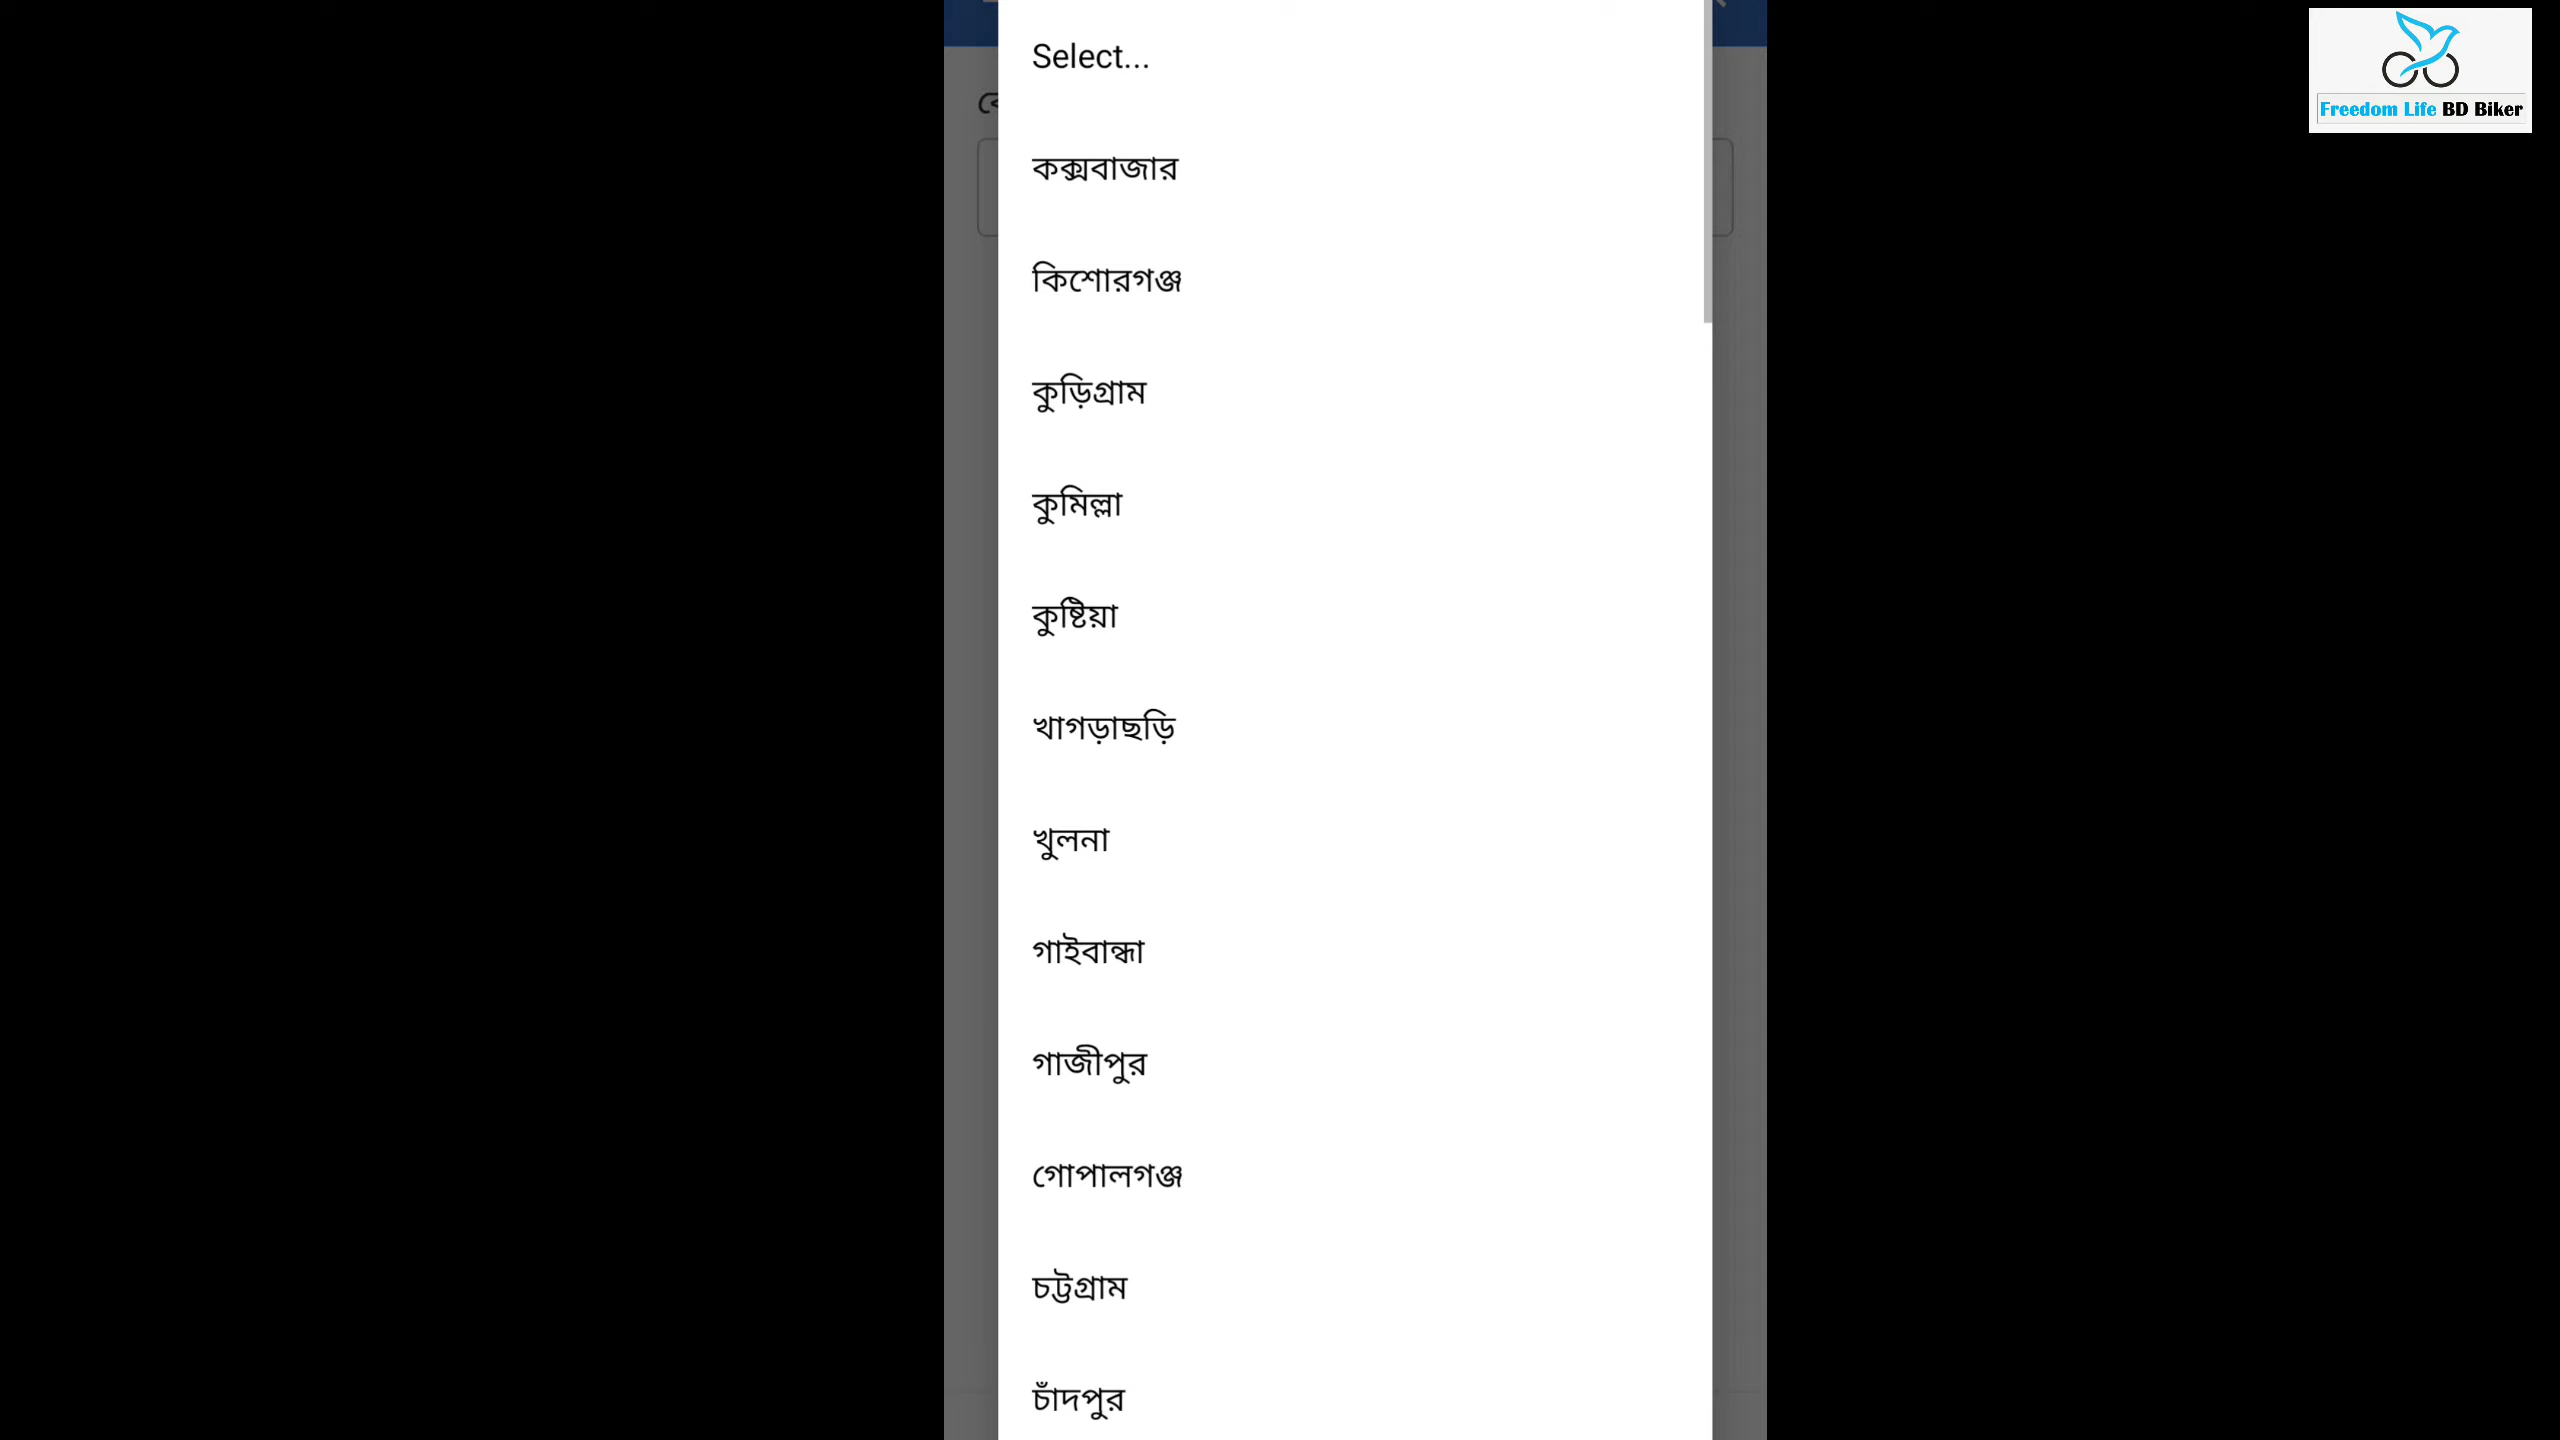 Select...
কক্সবাজার
কিশোরগঞ্জ
কুড়িগ্রাম
কুমিল্লা
কুষ্টিয়া
খাগড়াছড়ি
খুলনা
গাইবান্ধা
গাজীপুর
গোপালগঞ্জ
চট্টগ্রাম
চাঁদপুর
Freedom Life BD Biker